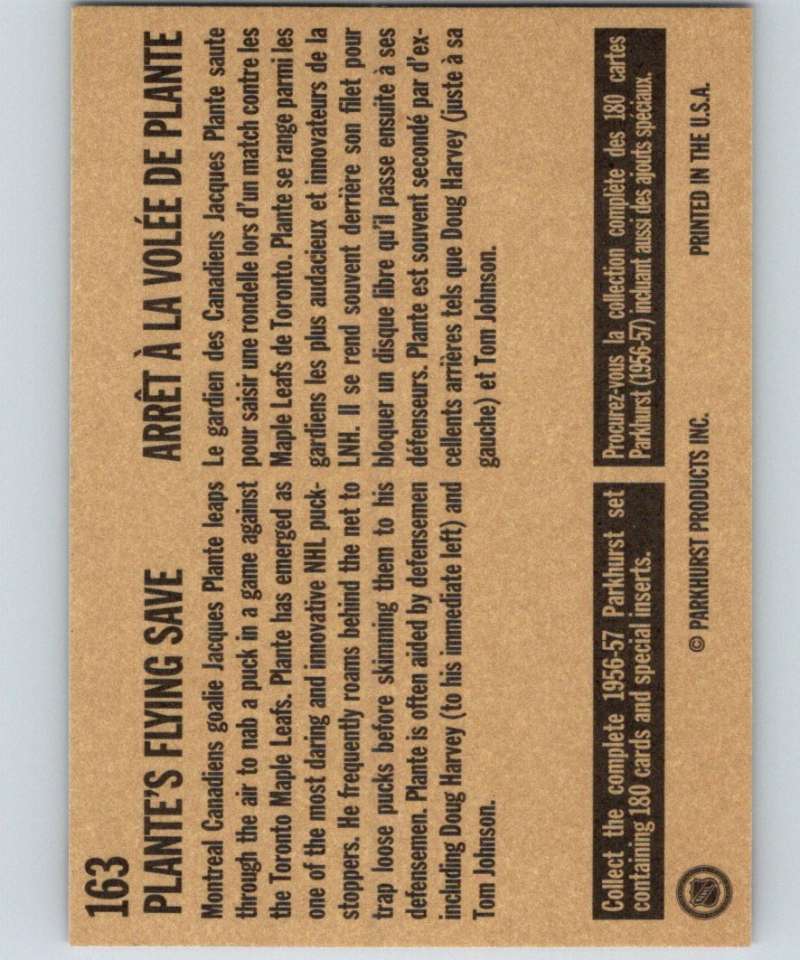 163
PLANTE'S FLYING SAVE
Montreal Canadiens goalie Jacques Plante leaps
through the air to nab a puck in a game against
the Toronto Maple Leafs. Plante has emerged as
one of the most daring and innovative NHL puck-
stoppers. He frequently roams behind the net to
trap loose pucks before skimming them to his
defensemen. Plante is often aided by defensemen
including Doug Harvey (to his immediate left) and
Tom Johnson.
ARRÊT À LA VOLÉE DE PLANTE
Le gardien des Canadiens Jacques Plante saute
pour saisir une rondelle lors d'un match contre les
Maple Leafs de Toronto. Plante se range parmi les
gardiens les plus audacieux et innovateurs de la
LNH. Il se rend souvent derrière son filet pour
bloquer un disque libre qu'il passe ensuite à ses
défenseurs. Plante est souvent secondé par d'ex-
cellents arrières tels que Doug Harvey (juste à sa
gauche) et Tom Johnson.
Collect the complete 1956-57 Parkhurst set
containing 180 cards and special inserts.
Procurez-vous la collection complète des 180 cartes
Parkhurst (1956-57) incluant aussi des ajouts spéciaux.
NHL
© PARKHURST PRODUCTS INC.
PRINTED IN THE U.S.A.